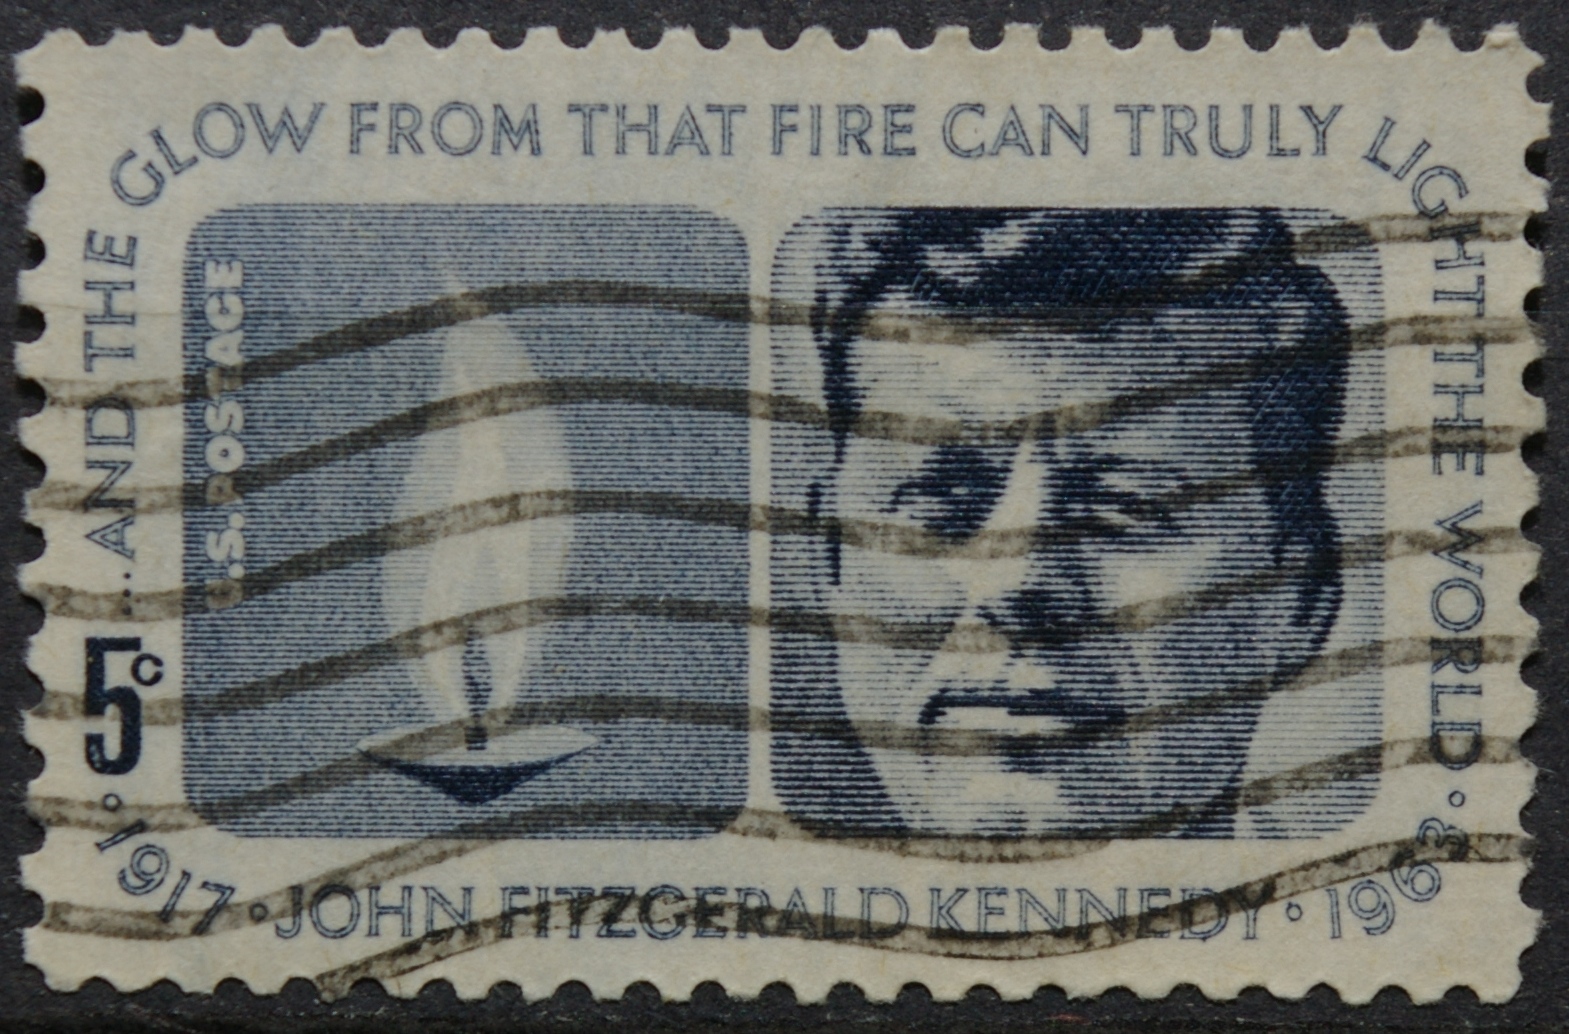 ...AND THE GLOW FROM THAT FIRE CAN TRULY LIGHT THE WORLD
U.S. POSTAGE
5c
1917 • JOHN FITZGERALD KENNEDY • 1963